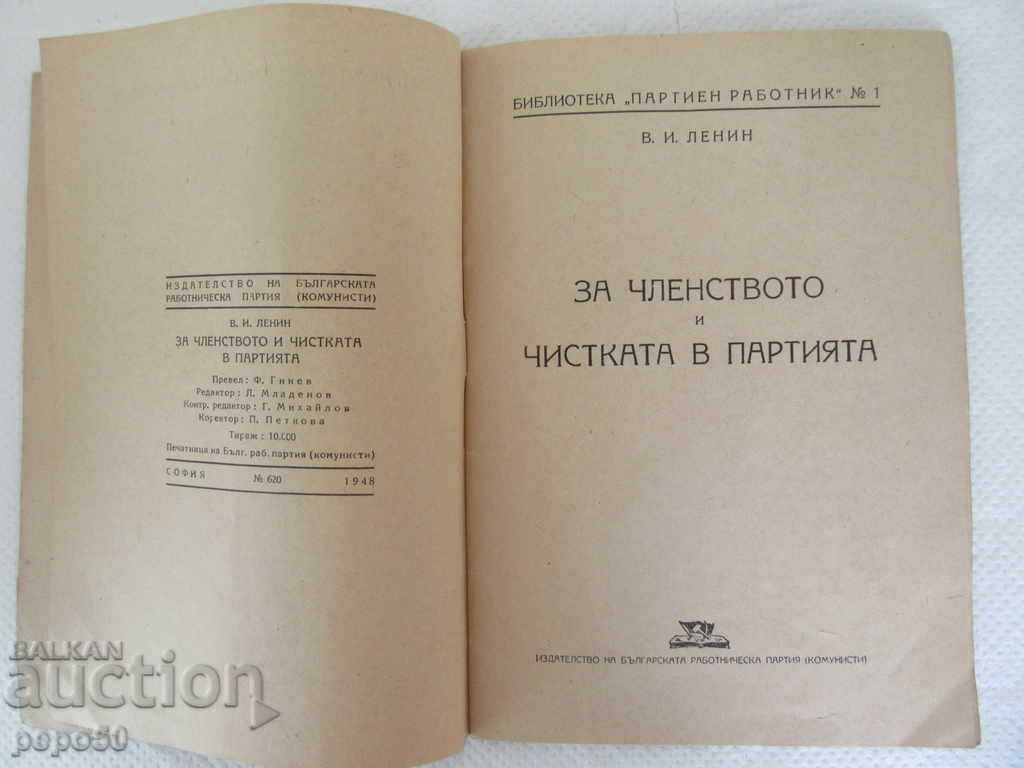 ИЗДАТЕЛСТВО НА БЪЛГАРСКАТА
РАБОТНИЧЕСКА ПАРТИЯ (КОМУНИСТИ)
В. И. ЛЕНИН
ЗА ЧЛЕНСТВОТО И ЧИСТКАТА
В ПАРТИЯТА
Превел: Ф. Гинев
Редактор: Л. Младенов
Контр. редактор: Г. Михайлов
Коректор: П. Петкова
Тираж: 10.000
Печатница на Бълг. раб. партия (комунисти)
СОФИЯ № 620 1948
БИБЛИОТЕКА „ПАРТИЕН РАБОТНИК" № 1
В. И. ЛЕНИН
ЗА ЧЛЕНСТВОТО
И
ЧИСТКАТА В ПАРТИЯТА
ИЗДАТЕЛСТВО НА БЪЛГАРСКАТА РАБОТНИЧЕСКА ПАРТИЯ (КОМУНИСТИ)
BALKAN
auction
popo50